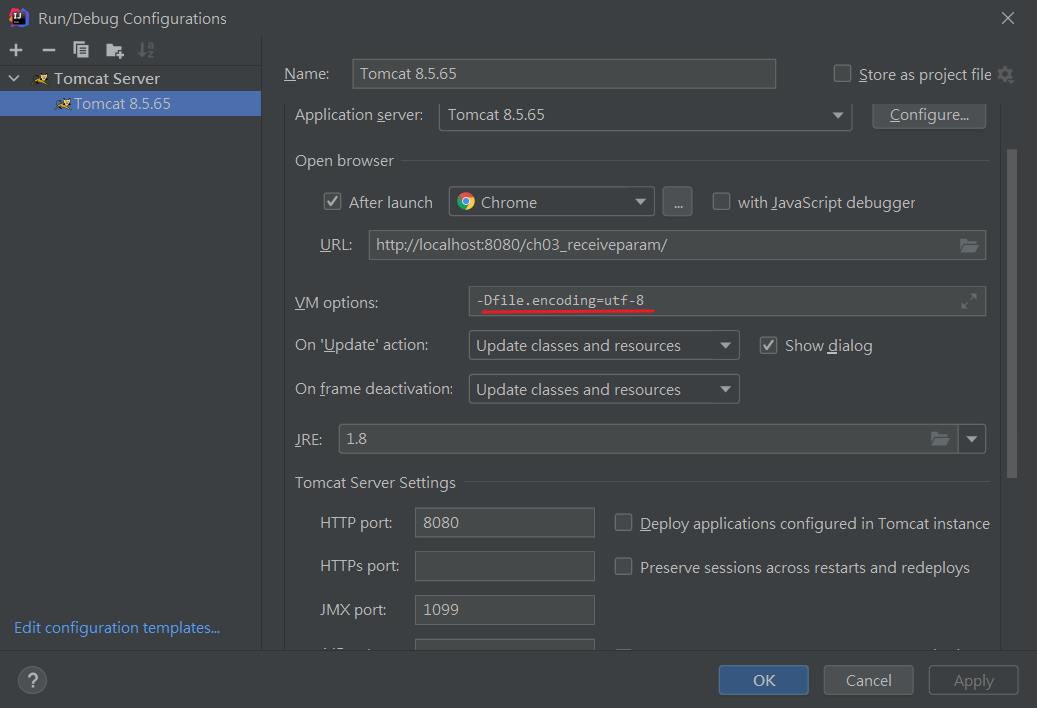 Run/Debug Configurations
Tomcat Server
Tomcat 8.5.65
Name: Tomcat 8.5.65 Store as project file
Application server: Tomcat 8.5.65 Configure...
Open browser
After launch Chrome ... with JavaScript debugger
URL: http://localhost:8080/ch03_receiveparam/
VM options: -Dfile.encoding=utf-8
On 'Update' action: Update classes and resources Show dialog
On frame deactivation: Update classes and resources
JRE: 1.8
Tomcat Server Settings
HTTP port: 8080 Deploy applications configured in Tomcat instance
HTTPs port: Preserve sessions across restarts and redeploys
JMX port: 1099
Edit configuration templates...
? OK Cancel Apply